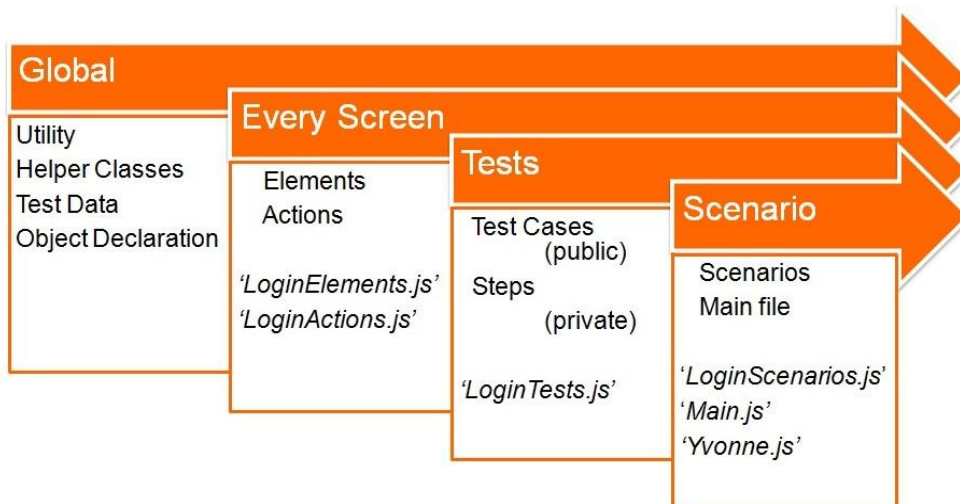 Global
Utility
Helper Classes
Test Data
Object Declaration
Every Screen
Elements
Actions
‘LoginElements.js’
‘LoginActions.js’
Tests
Test Cases
(public)
Steps
(private)
‘LoginTests.js’
Scenario
Scenarios
Main file
‘LoginScenarios.js’
‘Main.js’
‘Yvonne.js’